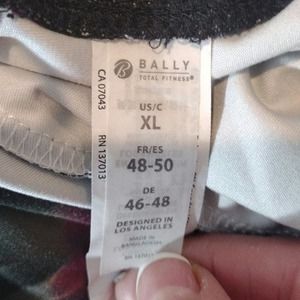 BALLY
TOTAL FITNESS
US/C
XL
FR/ES
48-50
DE
46-48
DESIGNED IN
LOS ANGELES
MADE IN
CA 07043
RN 137013